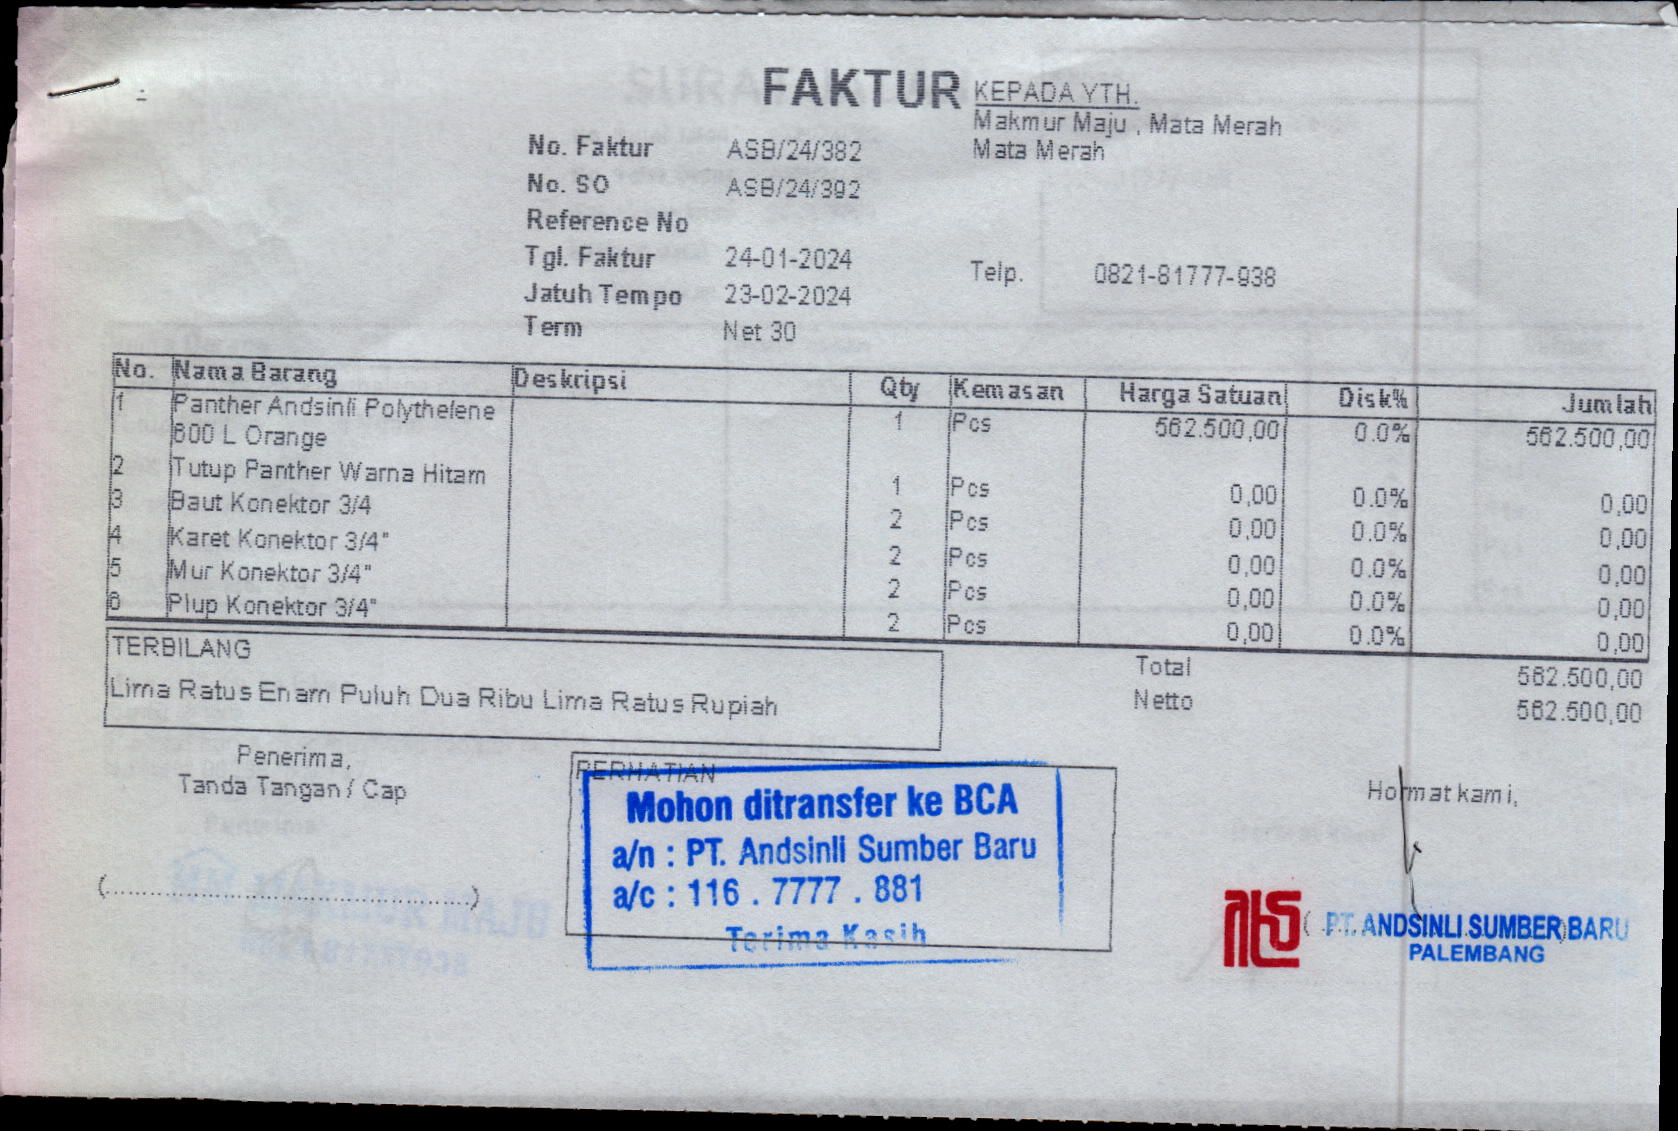 FAKTUR
KEPADA YTH.
Makmur Maju , Mata Merah
Mata Merah
No. Faktur ASB/24/382
No. SO ASB/24/392
Reference No
Tgl. Faktur 24-01-2024
Telp. 0821-81777-938
Jatuh Tempo 23-02-2024
Term Net 30
No. Nama Barang Deskripsi Qty Kemasan Harga Satuan Disk% Jumlah
1 Panther Andsinli Polythelene 1 Pcs 562.500,00 0.0% 562.500,00
600 L Orange
2 Tutup Panther Warna Hitam 1 Pcs 0,00 0.0% 0,00
3 Baut Konektor 3/4 2 Pcs 0,00 0.0% 0,00
4 Karet Konektor 3/4" 2 Pcs 0,00 0.0% 0,00
5 Mur Konektor 3/4" 2 Pcs 0,00 0.0% 0,00
6 Plup Konektor 3/4" 2 Pcs 0,00 0.0% 0,00
TERBILANG
Lima Ratus Enam Puluh Dua Ribu Lima Ratus Rupiah
Total 562.500,00
Netto 562.500,00
Penerima,
Tanda Tangan / Cap
(..................................................)
PERHATIAN
Mohon ditransfer ke BCA
a/n : PT. Andsinli Sumber Baru
a/c : 116 . 7777 . 881
Terima Kasih
Hormat kami,
PT. ANDSINLI SUMBER BARU
PALEMBANG